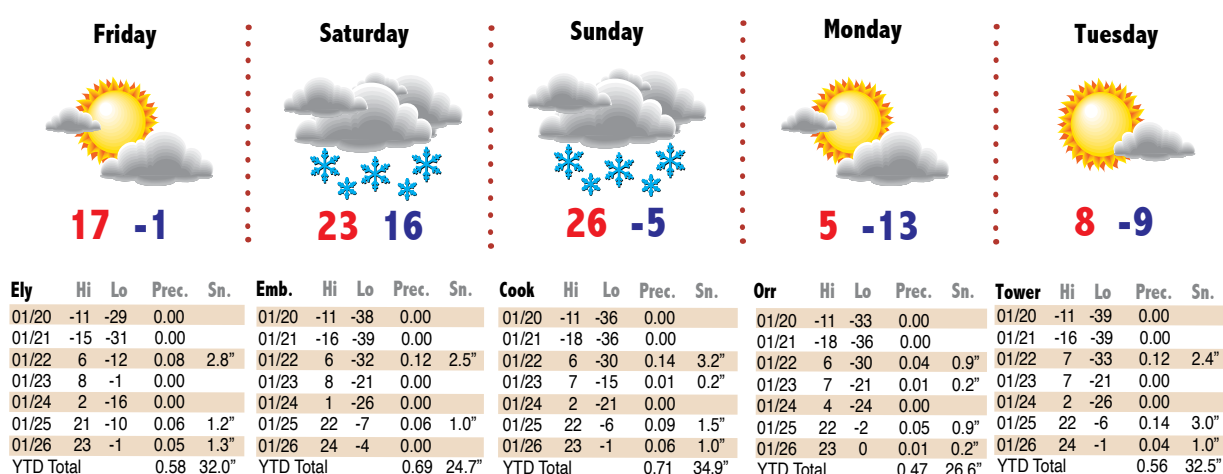 Friday
Saturday
Sunday
Monday
Tuesday
17 -1
23 16
26 -5
5 -13
8 -9
Ely Hi Lo Prec. Sn.
01/20 -11 -29 0.00
01/21 -15 -31 0.00
01/22 6 -12 0.08 2.8”
01/23 8 -1 0.00
01/24 2 -16 0.00
01/25 21 -10 0.06 1.2”
01/26 23 -1 0.05 1.3”
YTD Total 0.58 32.0”
Emb. Hi Lo Prec. Sn.
01/20 -11 -38 0.00
01/21 -16 -39 0.00
01/22 6 -32 0.12 2.5”
01/23 8 -21 0.00
01/24 1 -26 0.00
01/25 22 -7 0.06 1.0”
01/26 24 -4 0.00
YTD Total 0.69 24.7”
Cook Hi Lo Prec. Sn.
01/20 -11 -36 0.00
01/21 -18 -36 0.00
01/22 6 -30 0.14 3.2”
01/23 7 -15 0.01 0.2”
01/24 2 -21 0.00
01/25 22 -6 0.09 1.5”
01/26 23 -1 0.06 1.0”
YTD Total 0.71 34.9”
Orr Hi Lo Prec. Sn.
01/20 -11 -33 0.00
01/21 -18 -36 0.00
01/22 6 -30 0.04 0.9”
01/23 7 -21 0.01 0.2”
01/24 4 -24 0.00
01/25 22 -2 0.05 0.9”
01/26 23 0 0.01 0.2”
YTD Total 0.47 26.6”
Tower Hi Lo Prec. Sn.
01/20 -11 -39 0.00
01/21 -16 -39 0.00
01/22 7 -33 0.12 2.4”
01/23 7 -21 0.00
01/24 2 -26 0.00
01/25 22 -6 0.14 3.0”
01/26 24 -1 0.04 1.0”
YTD Total 0.56 32.5”